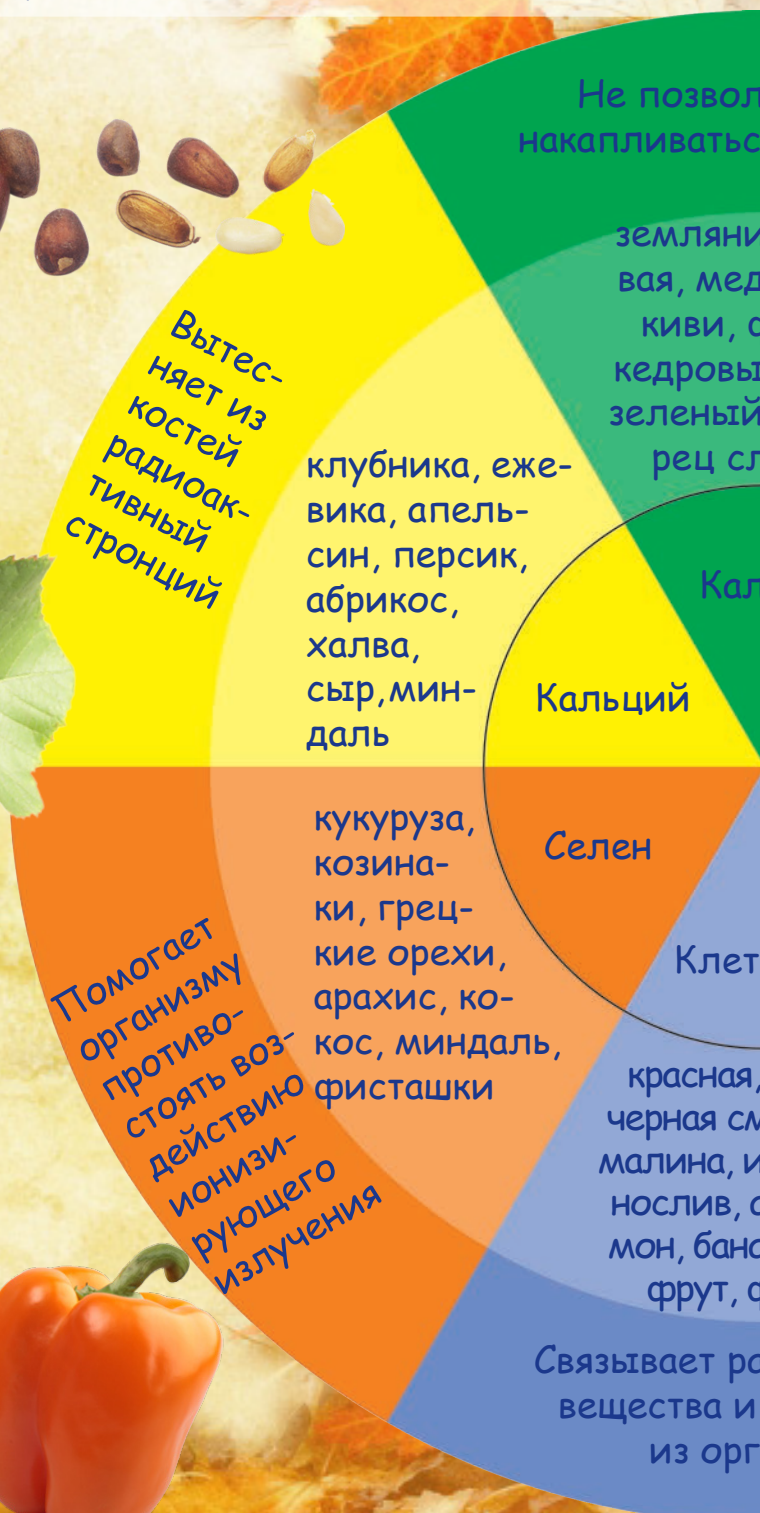 Не позвол
накапливатьс
земляни
вая, мед
киви, 
кедровы
зеленый
рец сл
Кал
Вытес-
няет из
костей
радиоак-
тивный
стронций
клубника, еже-
вика, апель-
син, персик,
абрикос,
халва,
сыр,мин-
даль
Кальций
Селен
кукуруза,
козина-
ки, грец-
кие орехи,
арахис, ко-
кос, миндаль,
фисташки
Помогает
организму
противо-
стоять воз-
действию
ионизи-
рующего
излучения
Клет
красная,
черная см
малина, и
нослив, 
мон, бана
фрут, 
Связывает ра
вещества и
из орг